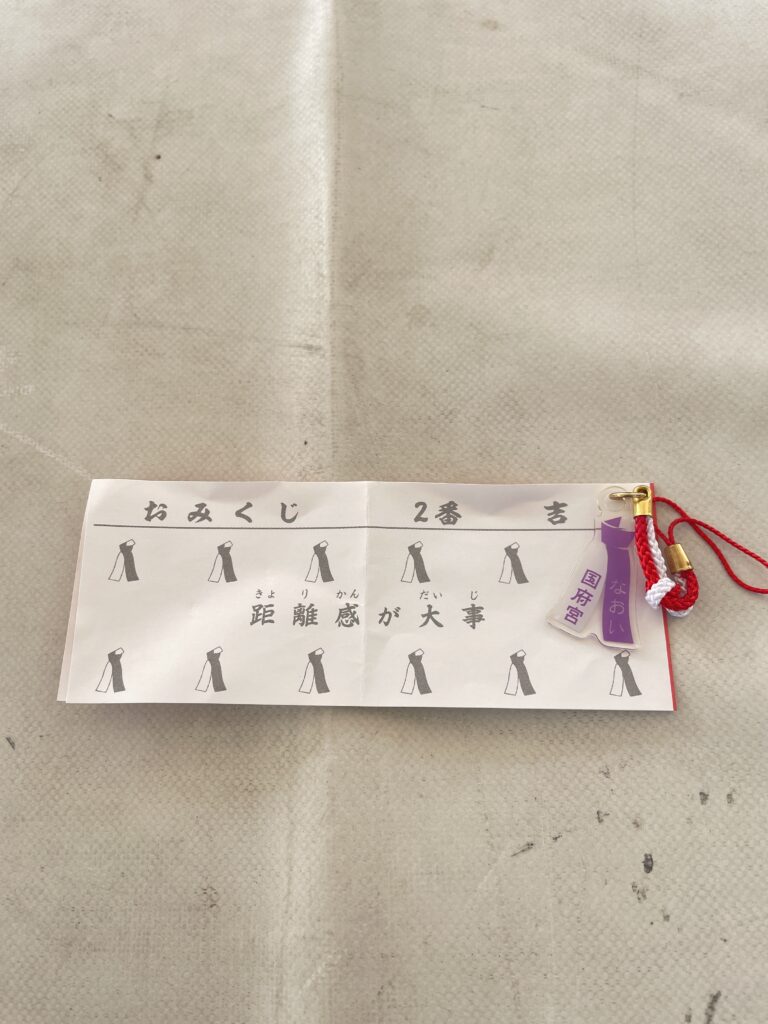 おみくじ 2番 吉
きょ り かん だい じ
距離感が大事
国府宮
なおい